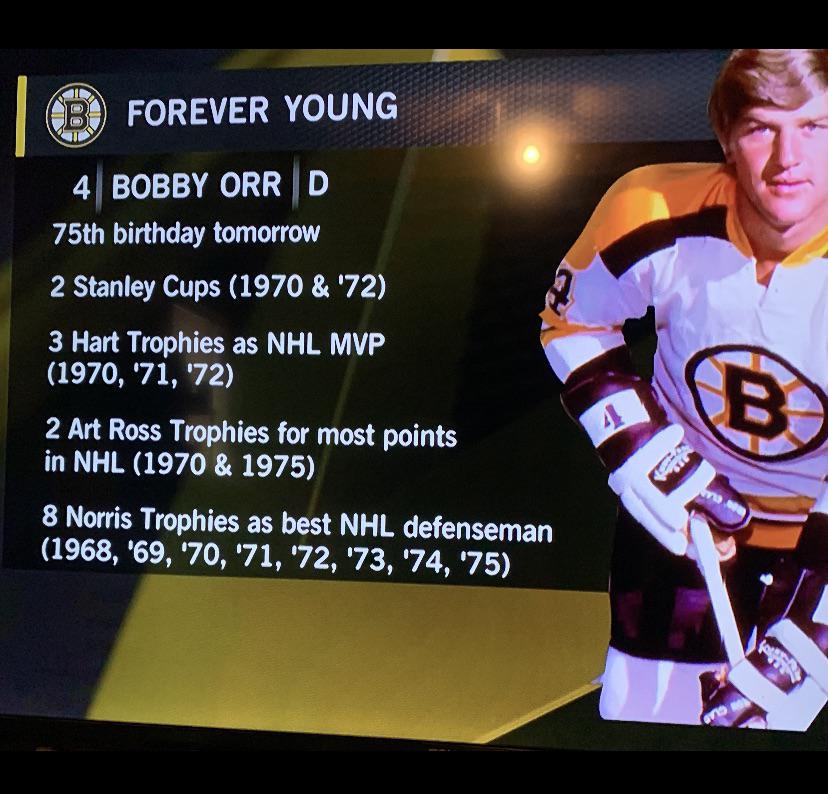 B FOREVER YOUNG
4 BOBBY ORR D
75th birthday tomorrow
2 Stanley Cups (1970 & '72)
3 Hart Trophies as NHL MVP
(1970, '71, '72)
2 Art Ross Trophies for most points
in NHL (1970 & 1975)
8 Norris Trophies as best NHL defenseman
(1968, '69, '70, '71, '72, '73, '74, '75)
B
4